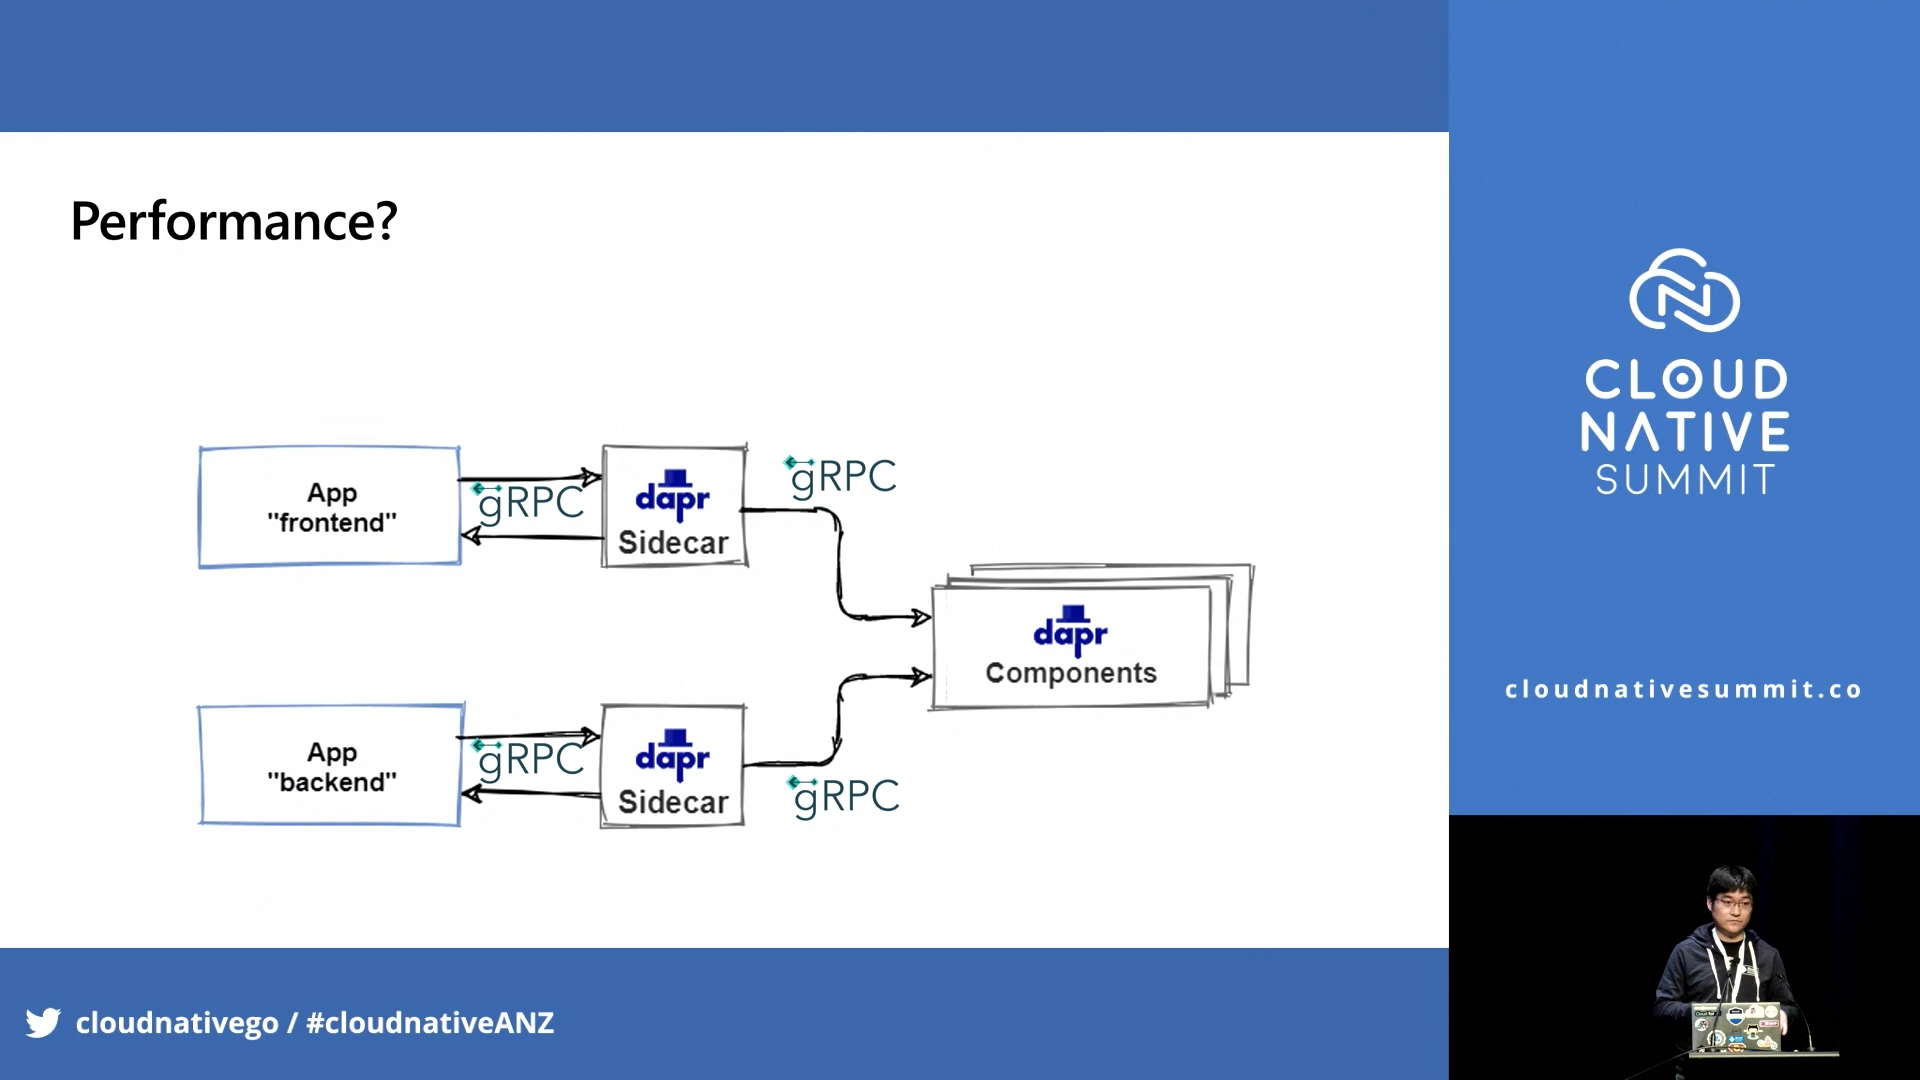 Performance?
App
"frontend"
gRPC
dapr
Sidecar
gRPC
dapr
Components
App
"backend"
gRPC
dapr
Sidecar
gRPC
CLOUD
NATIVE
SUMMIT
cloudnativesummit.co
cloudnativego / #cloudnativeANZ